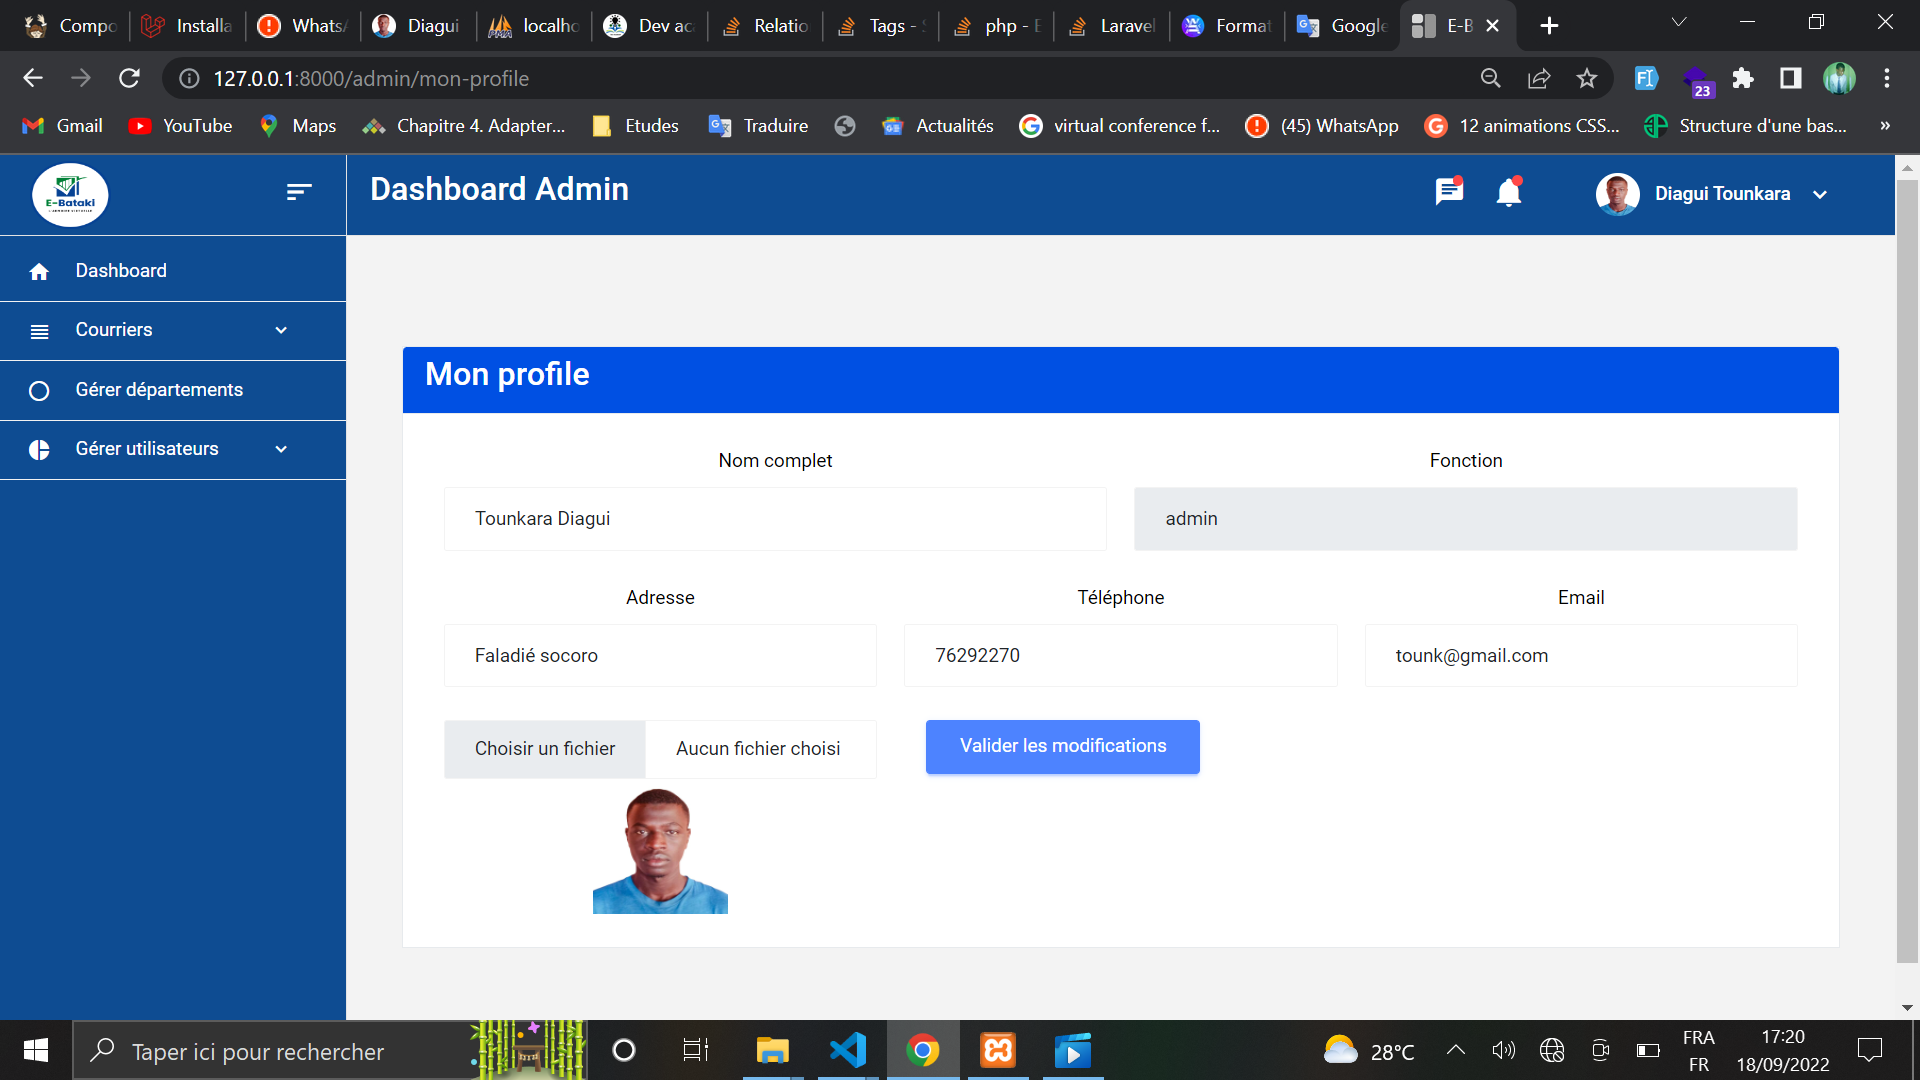 Compo
Installa
WhatsA
Diagui
localho
Dev aca
Relatio
Tags - S
php - E
Laravel
Format
Google
E-B
127.0.0.1:8000/admin/mon-profile
23
Gmail
YouTube
Maps
Chapitre 4. Adapter...
Etudes
Traduire
Actualités
virtual conference f...
(45) WhatsApp
12 animations CSS...
Structure d'une bas...
»
E-Bataki
Dashboard Admin
Diagui Tounkara
Dashboard
Courriers
Gérer départements
Gérer utilisateurs
Mon profile
Nom complet
Fonction
Tounkara Diagui
admin
Adresse
Téléphone
Email
Faladié socoro
76292270
tounk@gmail.com
Choisir un fichier
Aucun fichier choisi
Valider les modifications
Taper ici pour rechercher
28°C
FRA
FR
17:20
18/09/2022